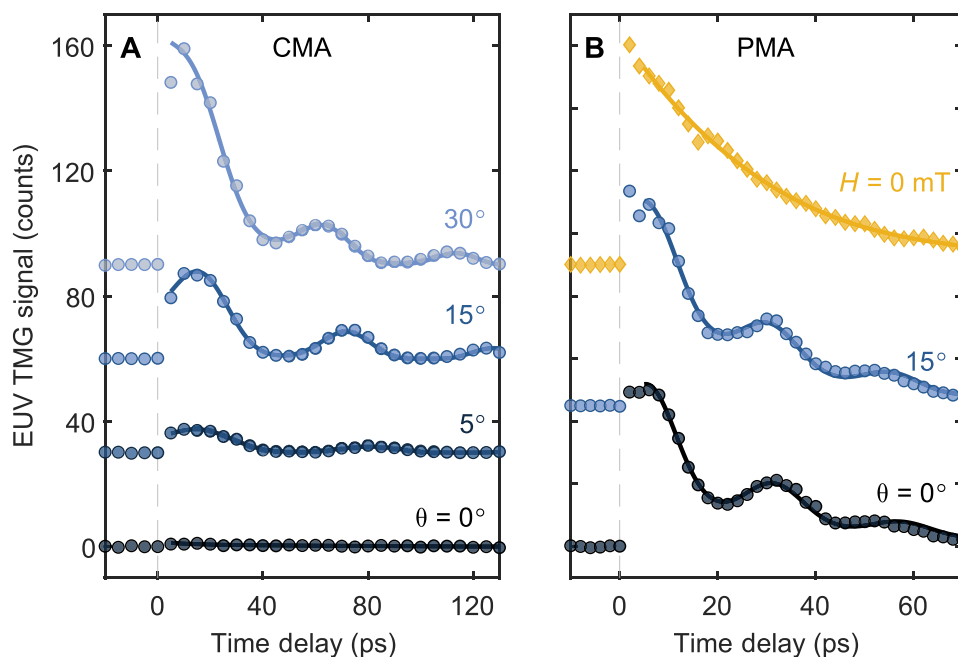 A CMA
B PMA
EUV TMG signal (counts)
160
120
80
40
0
30°
15°
5°
θ = 0°
H = 0 mT
15°
θ = 0°
0 40 80 120
0 20 40 60
Time delay (ps)
Time delay (ps)